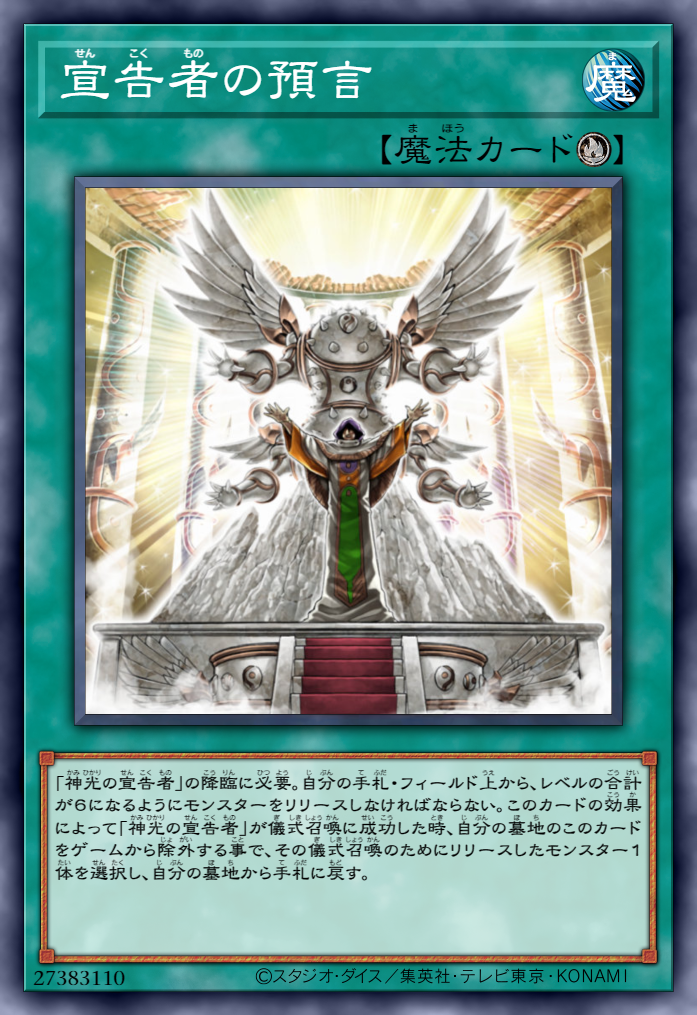 宣告者の預言
魔
【魔法カード】
「神光の宣告者」の降臨に必要。自分の手札・フィールド上から、レベルの合計
が６になるようにモンスターをリリースしなければならない。このカードの効果
によって「神光の宣告者」が儀式召喚に成功した時、自分の墓地のこのカード
をゲームから除外する事で、その儀式召喚のためにリリースしたモンスター１
体を選択し、自分の墓地から手札に戻す。
27383110
©スタジオ・ダイス／集英社・テレビ東京・KONAMI